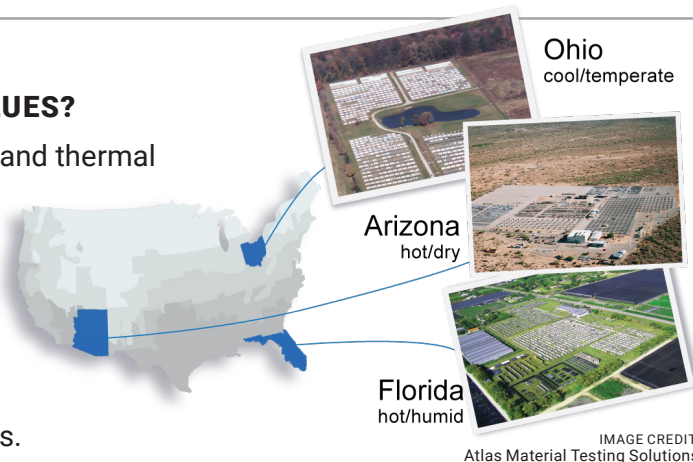 UES?
and thermal
Ohio
cool/temperate
Arizona
hot/dry
Florida
hot/humid
s.
IMAGE CREDIT
Atlas Material Testing Solutions